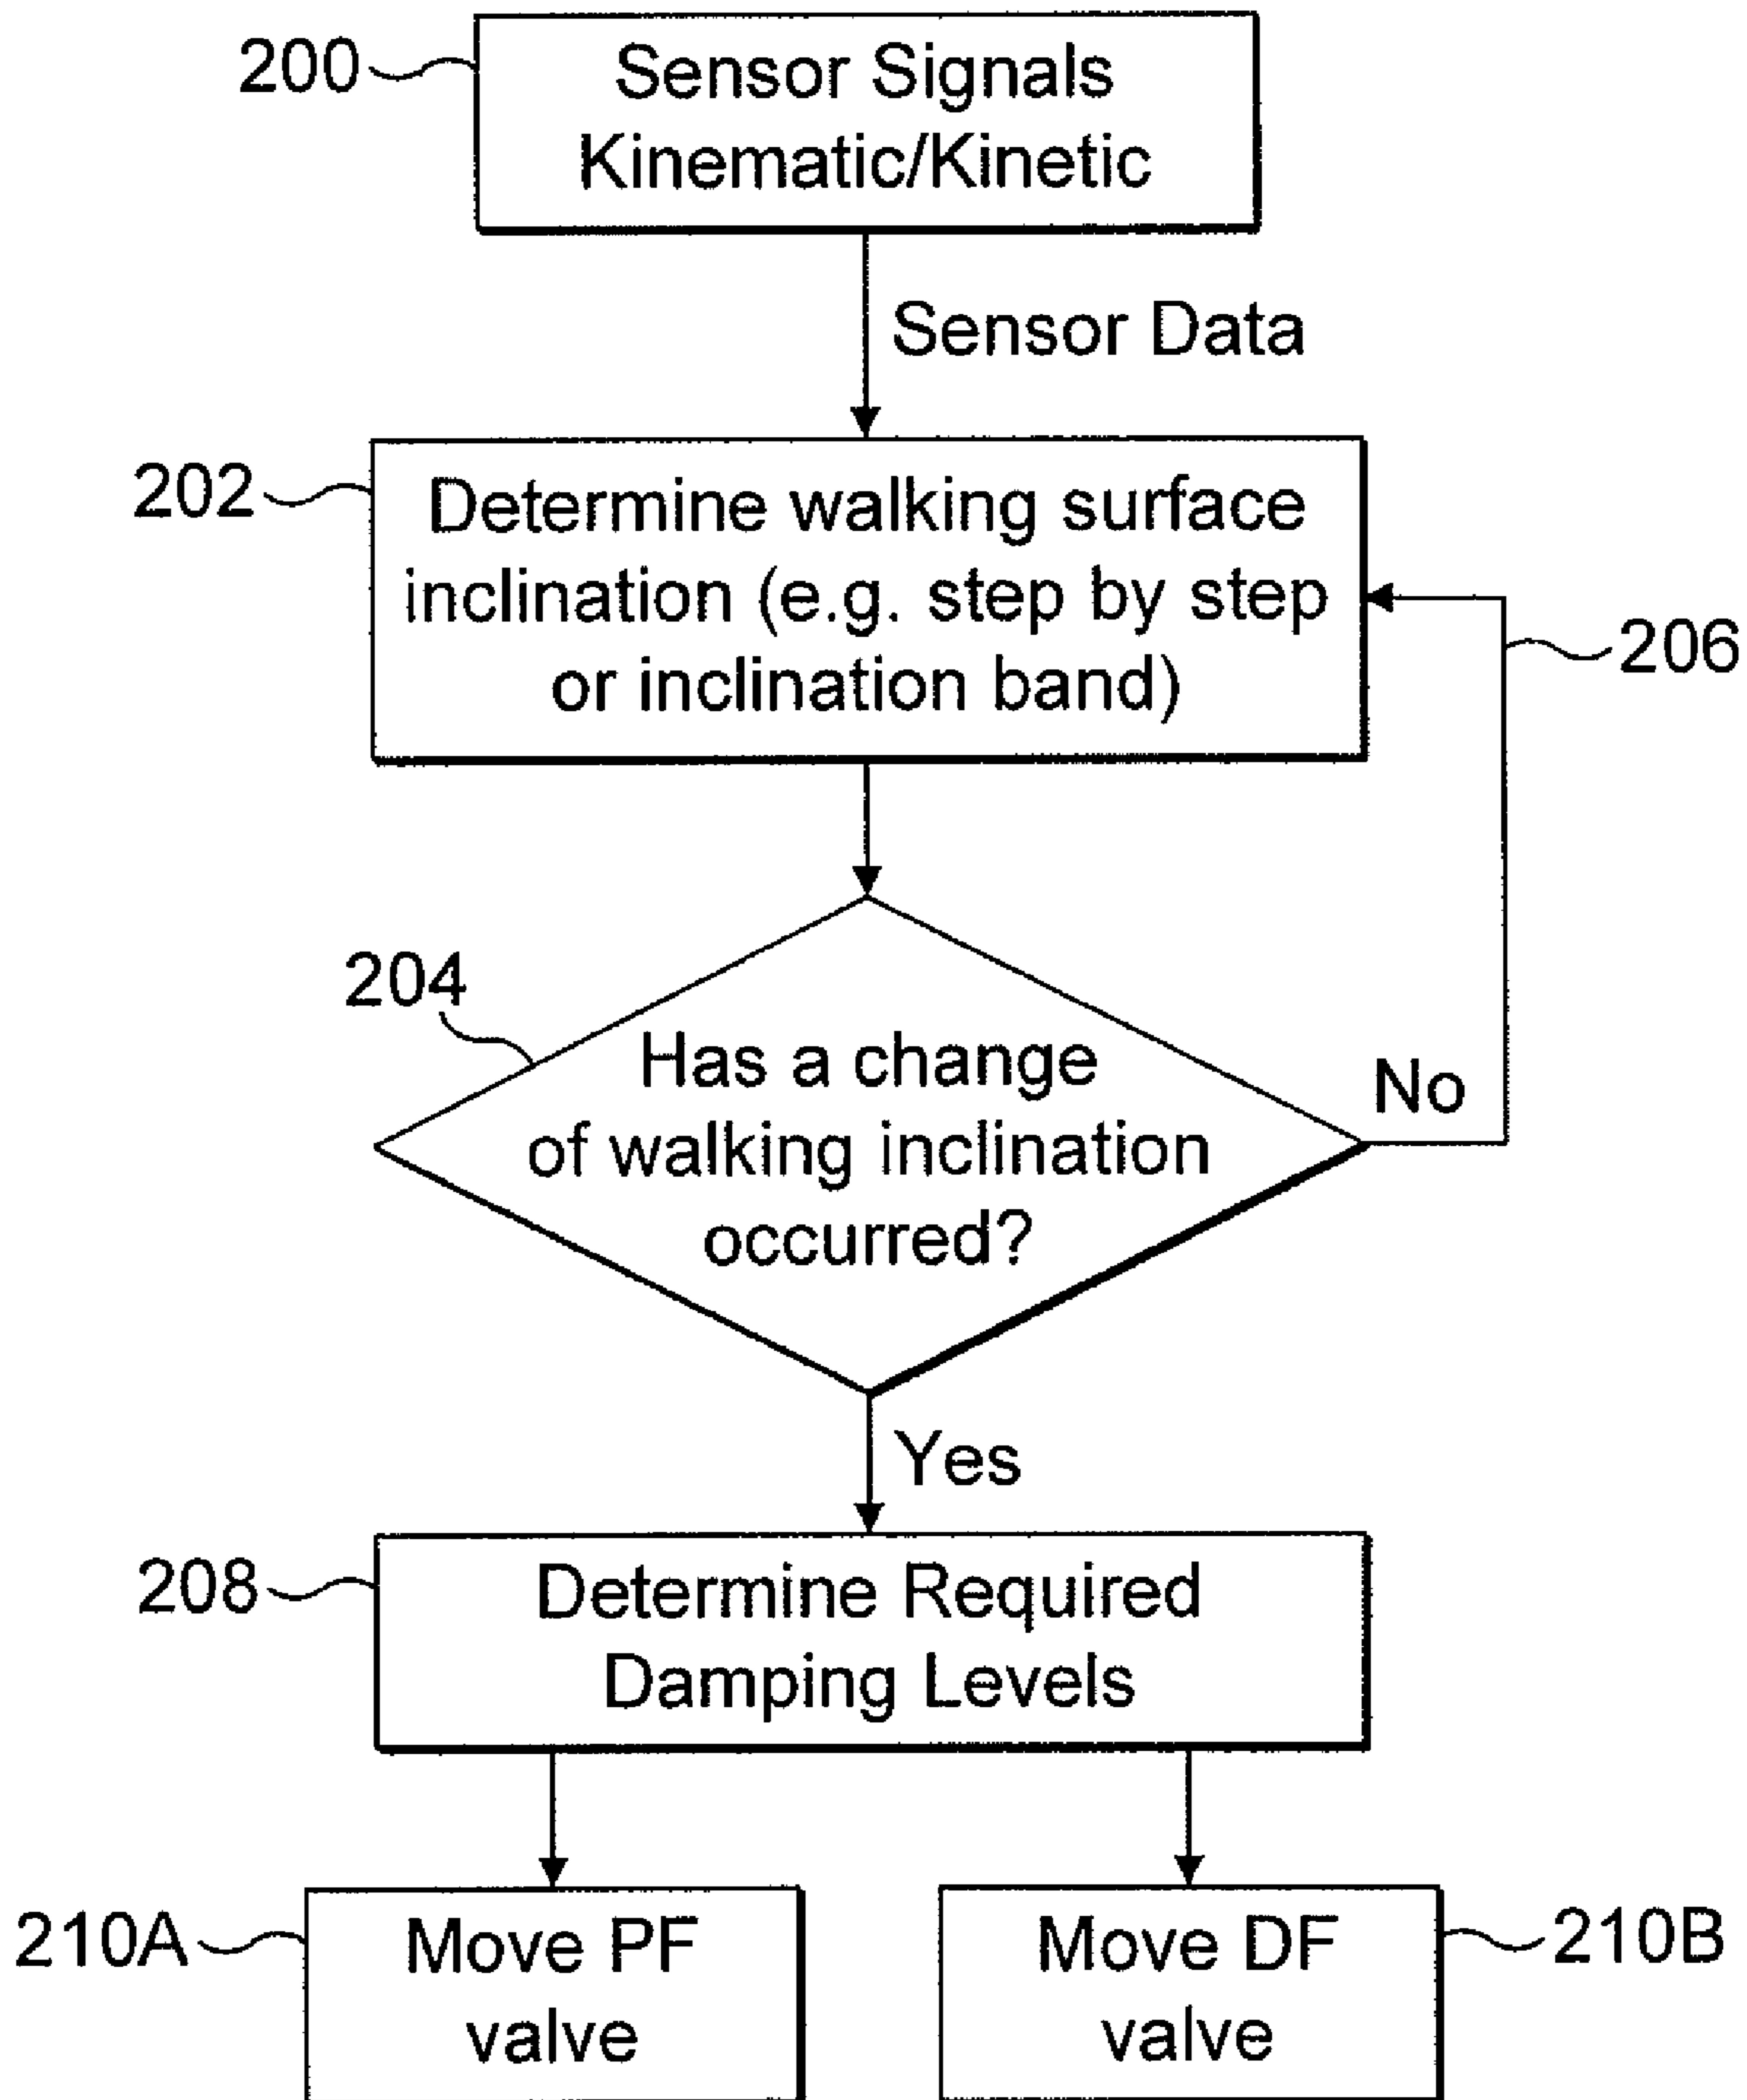 200
Sensor Signals
Kinematic/Kinetic
Sensor Data
202
Determine walking surface
inclination (e.g. step by step
or inclination band)
206
204
Has a change
of walking inclination
occurred?
No
Yes
208
Determine Required
Damping Levels
210A
Move PF
valve
Move DF
valve
210B